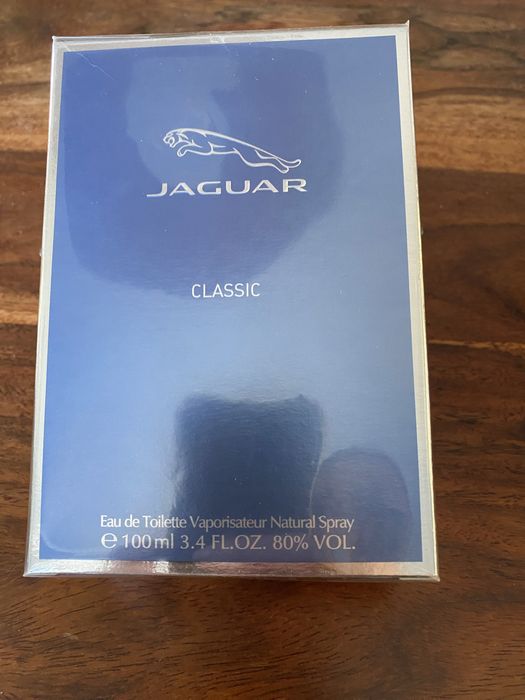 JAGUAR
CLASSIC
Eau de Toilette Vaporisateur Natural Spray
℮ 100 ml 3.4 FL.OZ. 80% VOL.